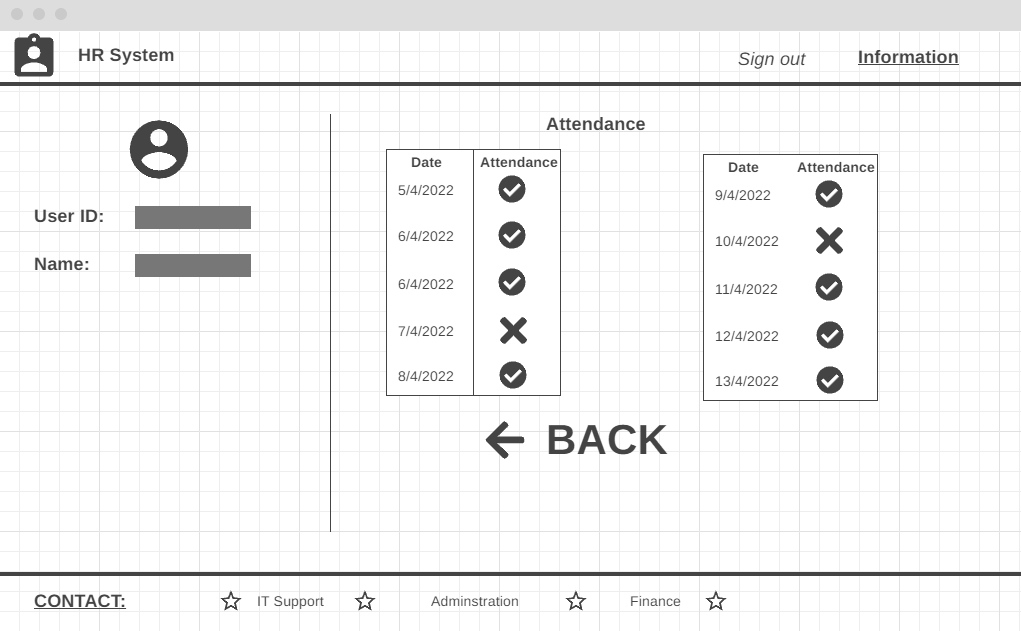 HR System
Sign out
Information
User ID:
Name:
Attendance
Date Attendance
5/4/2022
6/4/2022
6/4/2022
7/4/2022
8/4/2022
Date Attendance
9/4/2022
10/4/2022
11/4/2022
12/4/2022
13/4/2022
BACK
CONTACT:
IT Support
Adminstration
Finance